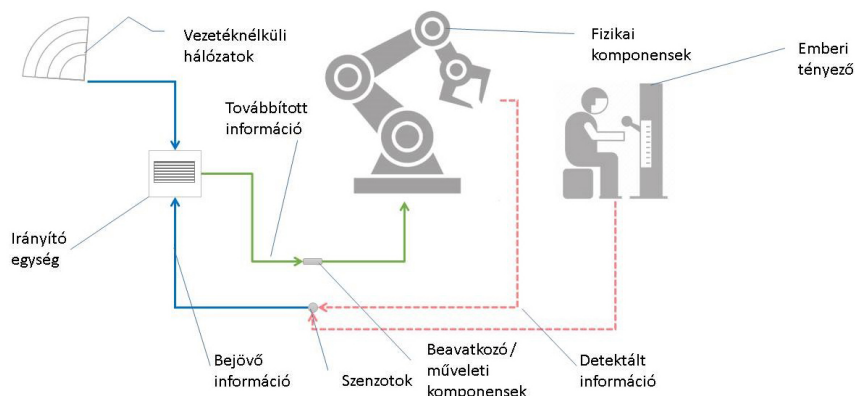 Vezetéknélküli
hálózatok
Fizikai
komponensek
Emberi
tényező
Továbbított
információ
Irányító
egység
Bejövő
információ
Szenzotok
Beavatkozó/
műveleti
komponensek
Detektált
információ